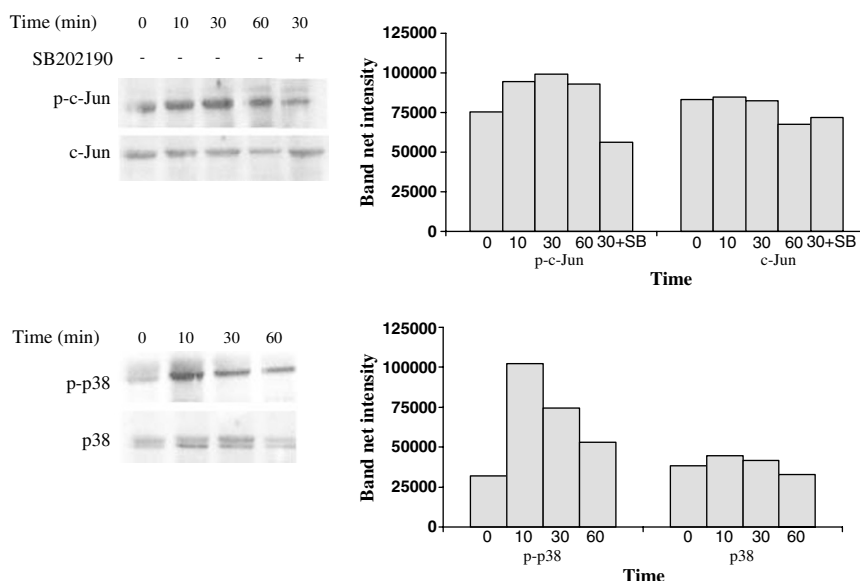 Time (min) 0 10 30 60 30
SB202190 - - - - +
p-c-Jun
c-Jun
125000
100000
75000
50000
25000
0
Band net intensity
0 10 30 60 30+SB 0 10 30 60 30+SB
p-c-Jun c-Jun
Time
Time (min) 0 10 30 60
p-p38
p38
125000
100000
75000
50000
25000
0
Band net intensity
0 10 30 60 0 10 30 60
p-p38 p38
Time